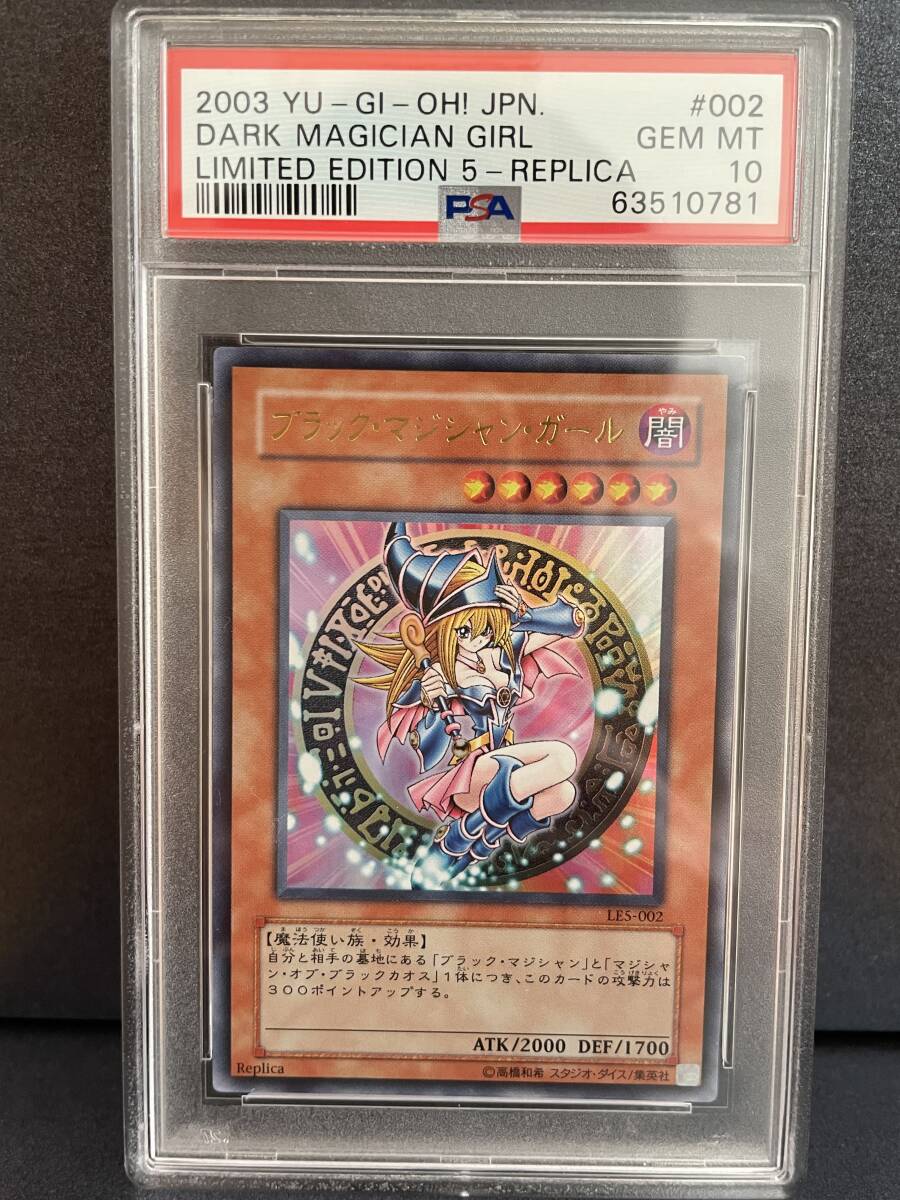 2003 YU-GI-OH! JPN. #002
DARK MAGICIAN GIRL GEM MT
LIMITED EDITION 5-REPLICA 10
PSA 63510781
ブラック・マジシャン・ガール
やみ
闇
LE5-002
【魔法使い族・効果】
自分と相手の墓地にある「ブラック・マジシャン」と「マジシャ
ン・オブ・ブラックカオス」1体につき、このカードの攻撃力は
300ポイントアップする。
ATK/2000 DEF/1700
Replica ©高橋和希 スタジオ・ダイス/集英社